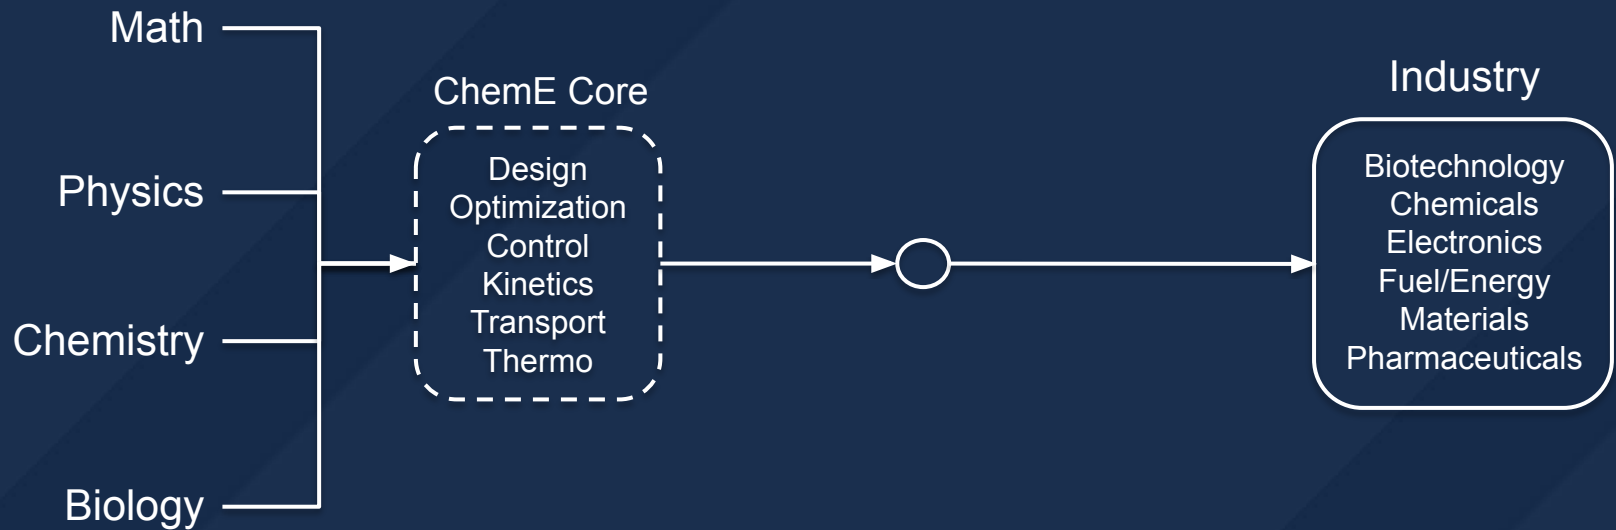 Math
Physics
Chemistry
Biology
ChemE Core
Design
Optimization
Control
Kinetics
Transport
Thermo
Industry
Biotechnology
Chemicals
Electronics
Fuel/Energy
Materials
Pharmaceuticals